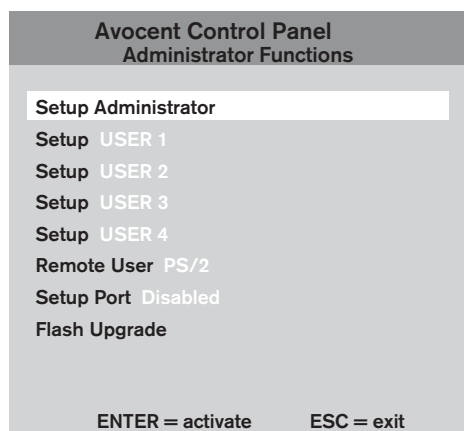 Avocent Control Panel
Administrator Functions
Setup Administrator
Setup USER 1
Setup USER 2
Setup USER 3
Setup USER 4
Remote User PS/2
Setup Port Disabled
Flash Upgrade
ENTER = activate ESC = exit